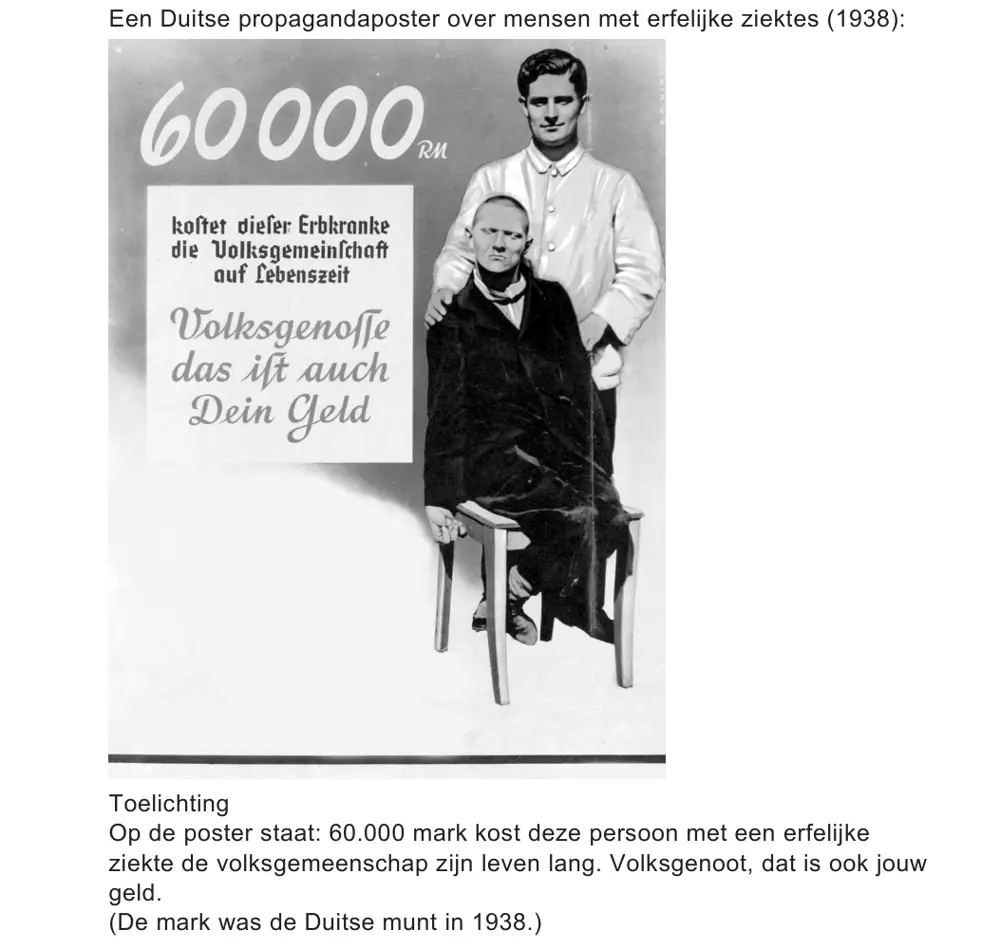 Een Duitse propagandaposter over mensen met erfelijke ziektes (1938):
60000 RM
koſtet dieſer Erbkranke
die Volksgemeinſchaft
auf Lebenszeit
Volksgenoſſe
das iſt auch
Dein Geld
Toelichting
Op de poster staat: 60.000 mark kost deze persoon met een erfelijke
ziekte de volksgemeenschap zijn leven lang. Volksgenoot, dat is ook jouw
geld.
(De mark was de Duitse munt in 1938.)